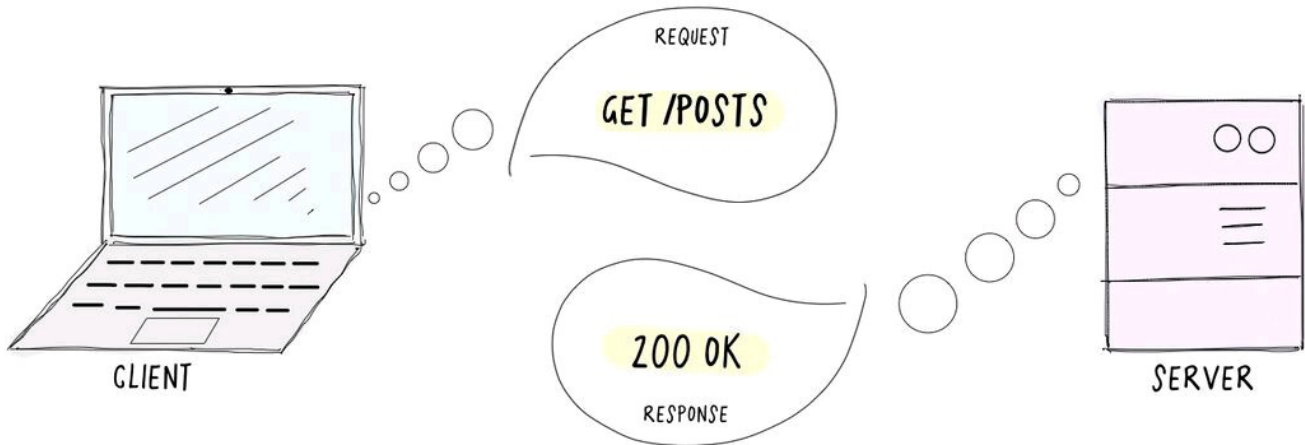 REQUEST
GET /POSTS
200 OK
RESPONSE
CLIENT
SERVER